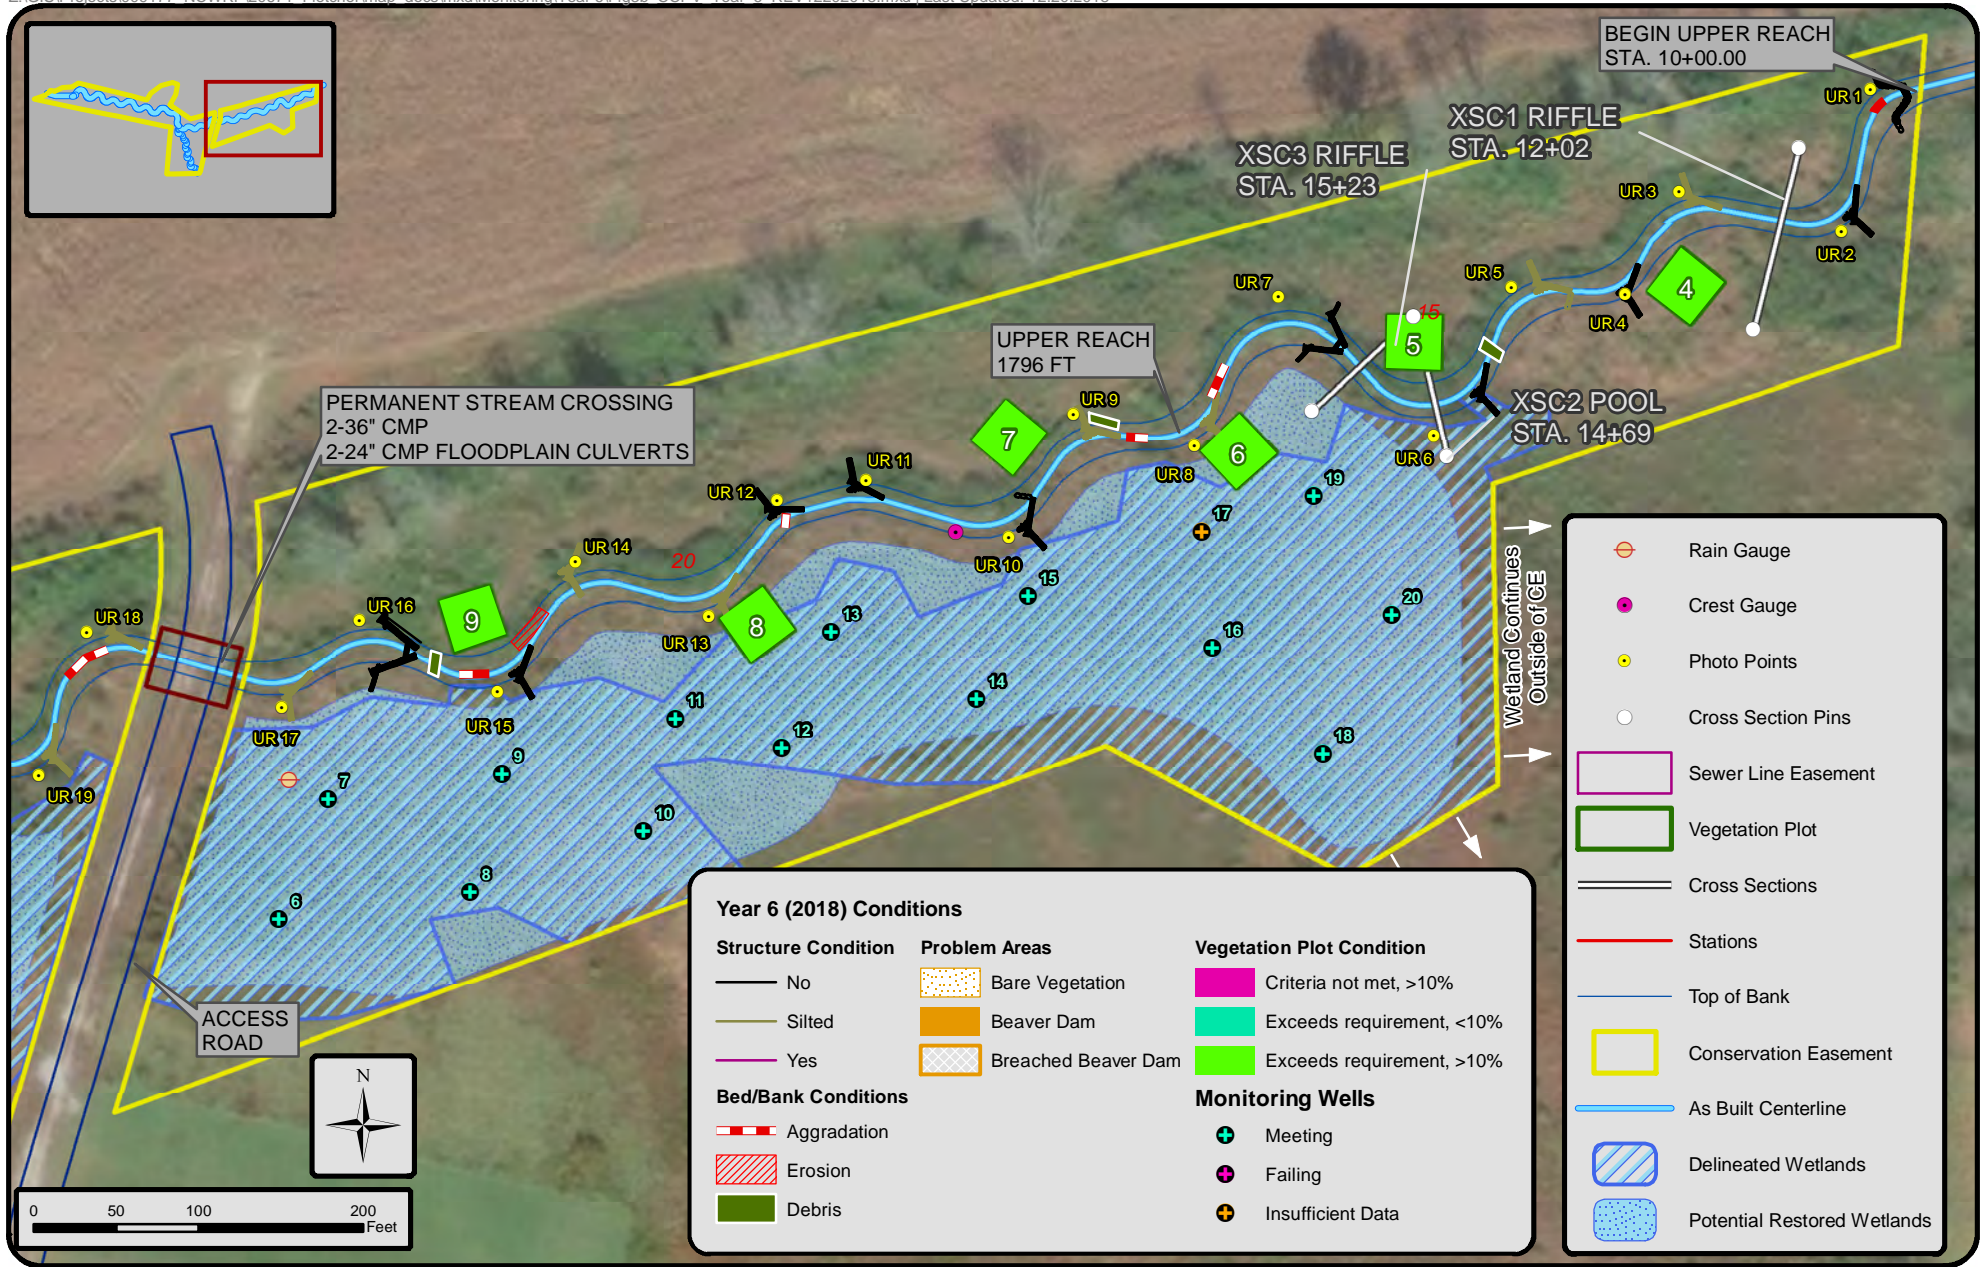 BEGIN UPPER REACH
STA. 10+00.00
UR 1
XSC1 RIFFLE
STA. 12+02
XSC3 RIFFLE
STA. 15+23
UR 3
UR 2
UR 5
UR 7
4
UR 4
15
5
UPPER REACH
1796 FT
PERMANENT STREAM CROSSING
2-36" CMP
2-24" CMP FLOODPLAIN CULVERTS
UR 9
XSC2 POOL
STA. 14+69
7
6
UR 6
UR 8
UR 11
UR 12
19
17
UR 10
UR 14
20
15
20
13
16
UR 18
UR 16
9
8
UR 13
14
11
12
18
UR 15
UR 17
9
7
UR 19
10
8
6
Wetland Continues
Outside of CE
ACCESS
ROAD
N
0 50 100 200
Feet
Year 6 (2018) Conditions
Structure Condition
No
Silted
Yes
Bed/Bank Conditions
Aggradation
Erosion
Debris
Problem Areas
Bare Vegetation
Beaver Dam
Breached Beaver Dam
Vegetation Plot Condition
Criteria not met, >10%
Exceeds requirement, <10%
Exceeds requirement, >10%
Monitoring Wells
Meeting
Failing
Insufficient Data
Rain Gauge
Crest Gauge
Photo Points
Cross Section Pins
Sewer Line Easement
Vegetation Plot
Cross Sections
Stations
Top of Bank
Conservation Easement
As Built Centerline
Delineated Wetlands
Potential Restored Wetlands